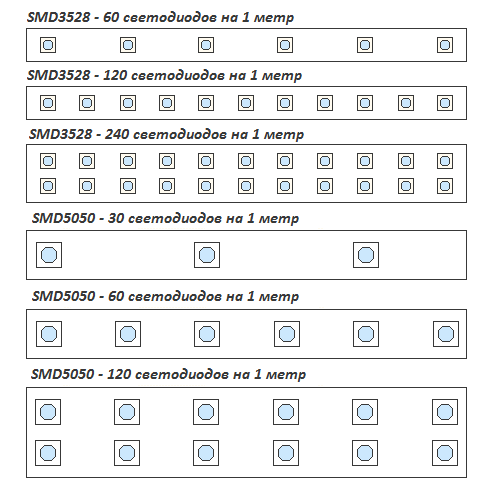 SMD3528 - 60 светодиодов на 1 метр
SMD3528 - 120 светодиодов на 1 метр
SMD3528 - 240 светодиодов на 1 метр
SMD5050 - 30 светодиодов на 1 метр
SMD5050 - 60 светодиодов на 1 метр
SMD5050 - 120 светодиодов на 1 метр